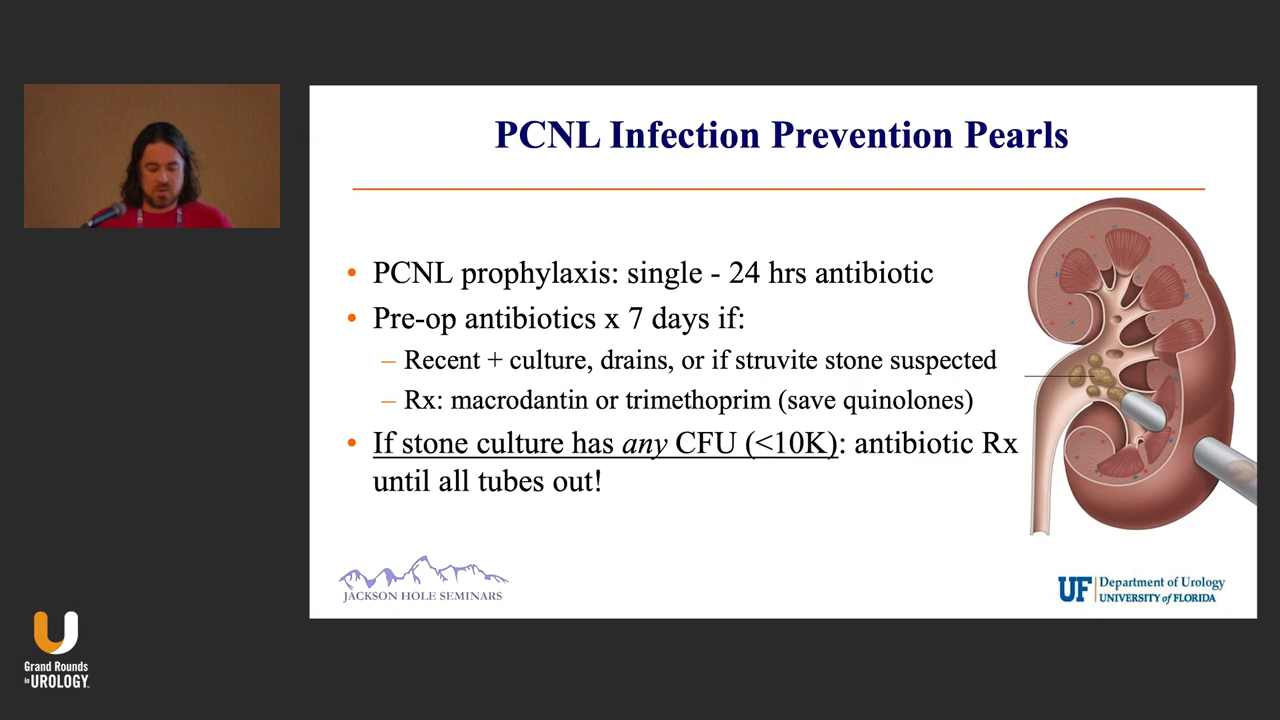 PCNL Infection Prevention Pearls
• PCNL prophylaxis: single - 24 hrs antibiotic
• Pre-op antibiotics x 7 days if:
– Recent + culture, drains, or if struvite stone suspected
– Rx: macrodantin or trimethoprim (save quinolones)
• If stone culture has any CFU (<10K): antibiotic Rx
until all tubes out!
JACKSON HOLE SEMINARS
UF Department of Urology
UNIVERSITY of FLORIDA
Grand Rounds
in UROLOGY